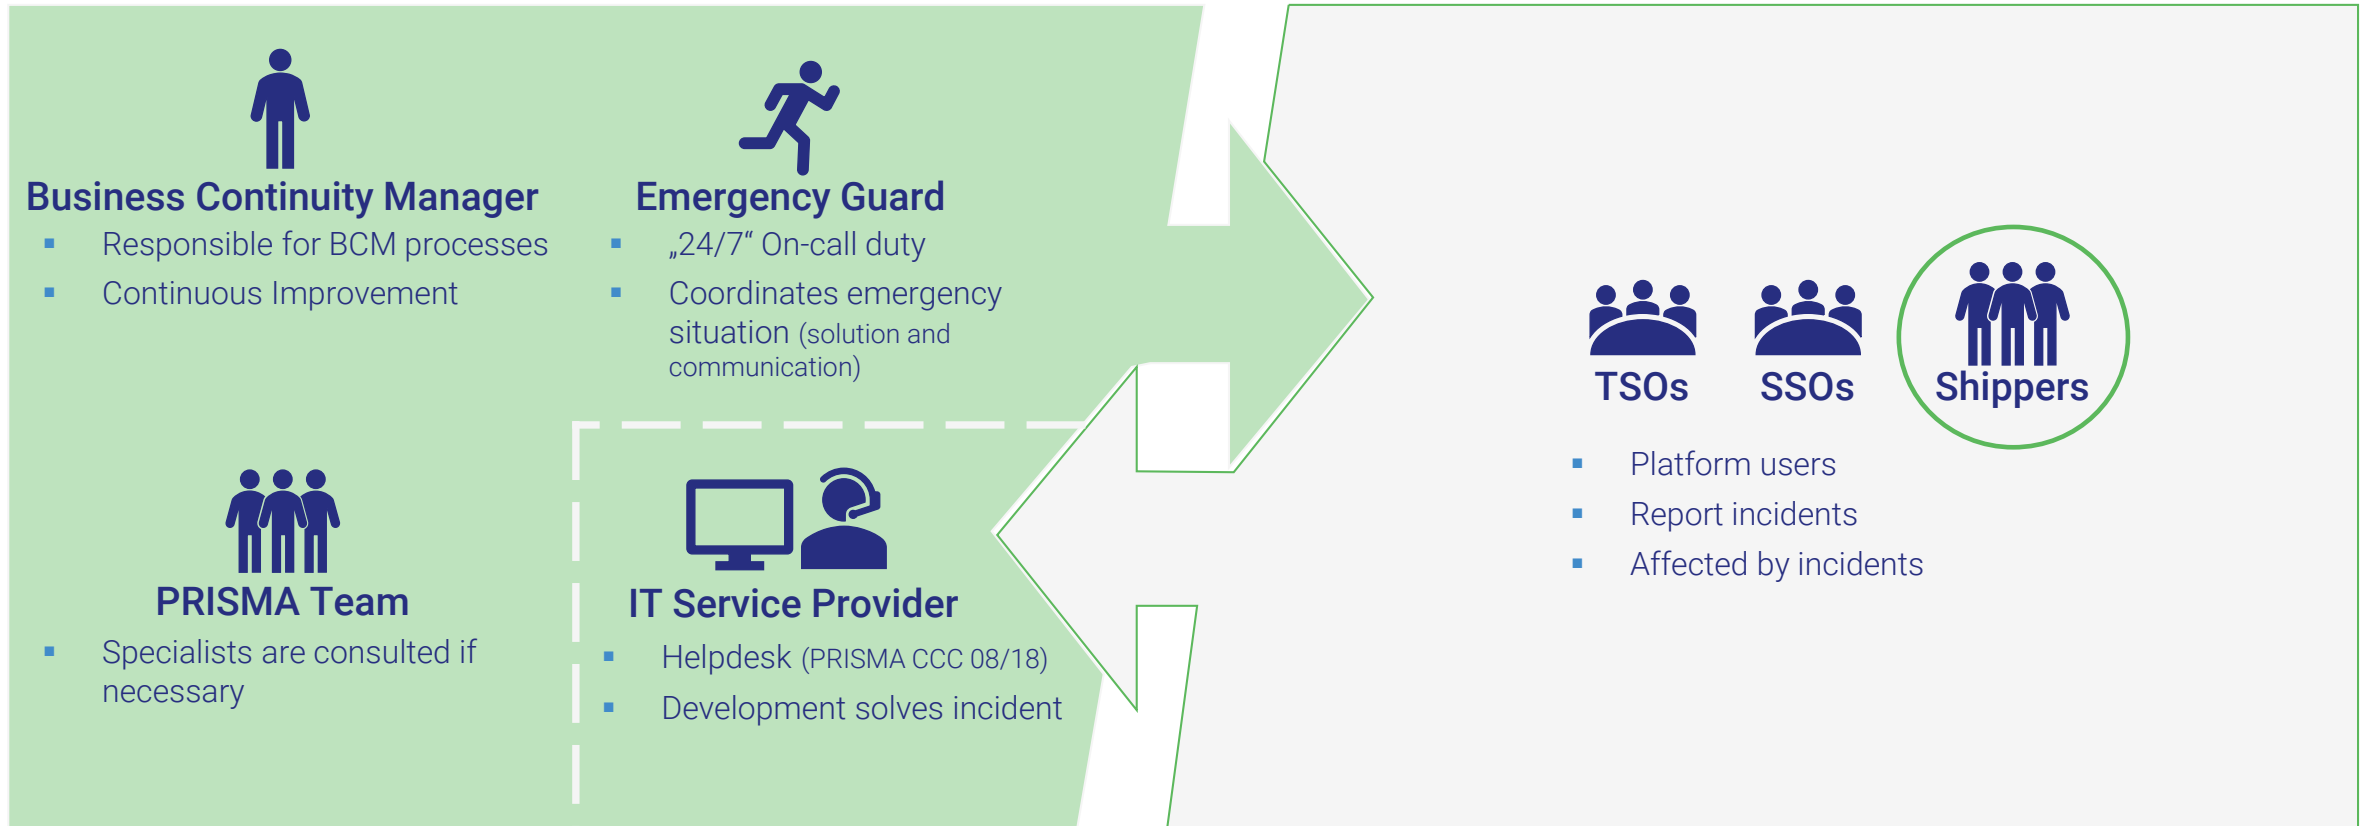 Business Continuity Manager
▪ Responsible for BCM processes
▪ Continuous Improvement
Emergency Guard
▪ „24/7“ On-call duty
▪ Coordinates emergency
situation (solution and
communication)
PRISMA Team
▪ Specialists are consulted if
necessary
IT Service Provider
▪ Helpdesk (PRISMA CCC 08/18)
▪ Development solves incident
TSOs
SSOs
Shippers
▪ Platform users
▪ Report incidents
▪ Affected by incidents